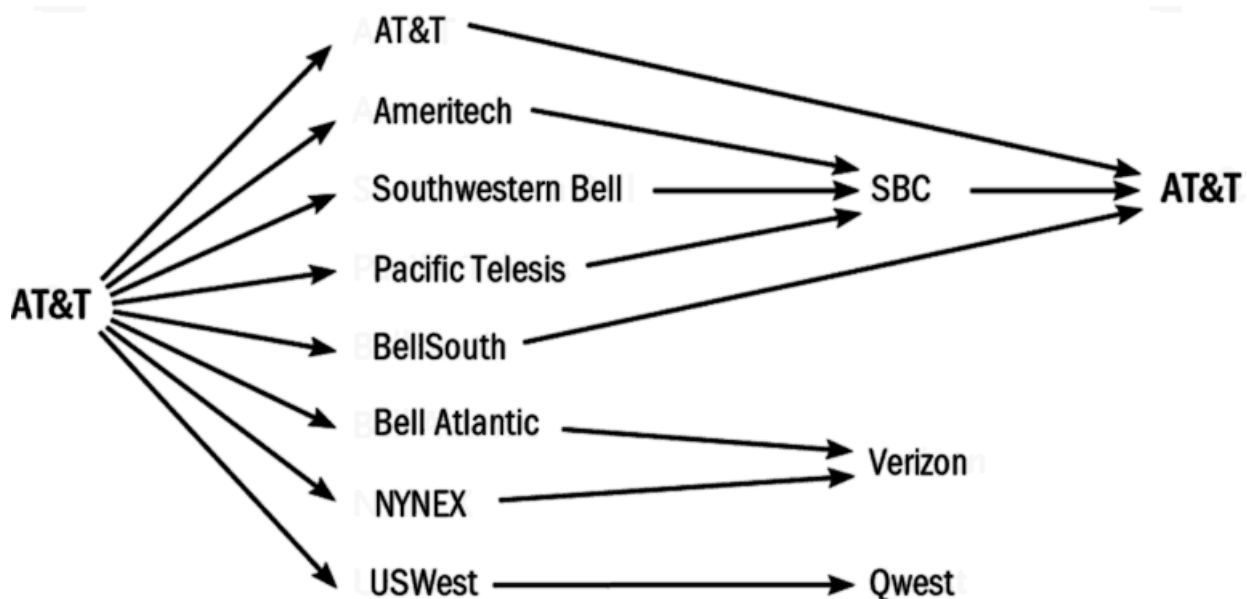 AT&T
AT&T
Ameritech
Southwestern Bell
Pacific Telesis
BellSouth
Bell Atlantic
NYNEX
USWest
SBC
Verizon
Qwest
AT&T